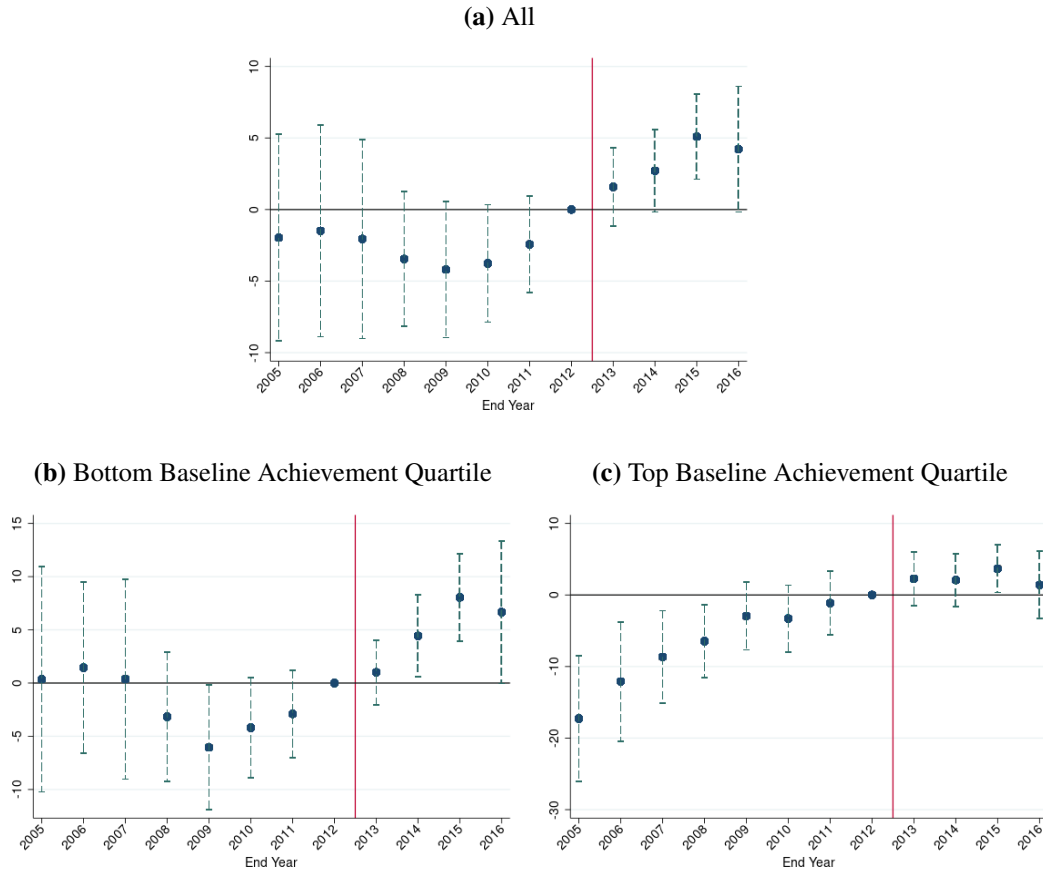 (a) All
10
5
0
-5
-10
2005 2006 2007 2008 2009 2010 2011 2012 2013 2014 2015 2016
End Year
(b) Bottom Baseline Achievement Quartile
15
10
5
0
-5
-10
2005 2006 2007 2008 2009 2010 2011 2012 2013 2014 2015 2016
End Year
(c) Top Baseline Achievement Quartile
10
0
-10
-20
-30
2005 2006 2007 2008 2009 2010 2011 2012 2013 2014 2015 2016
End Year